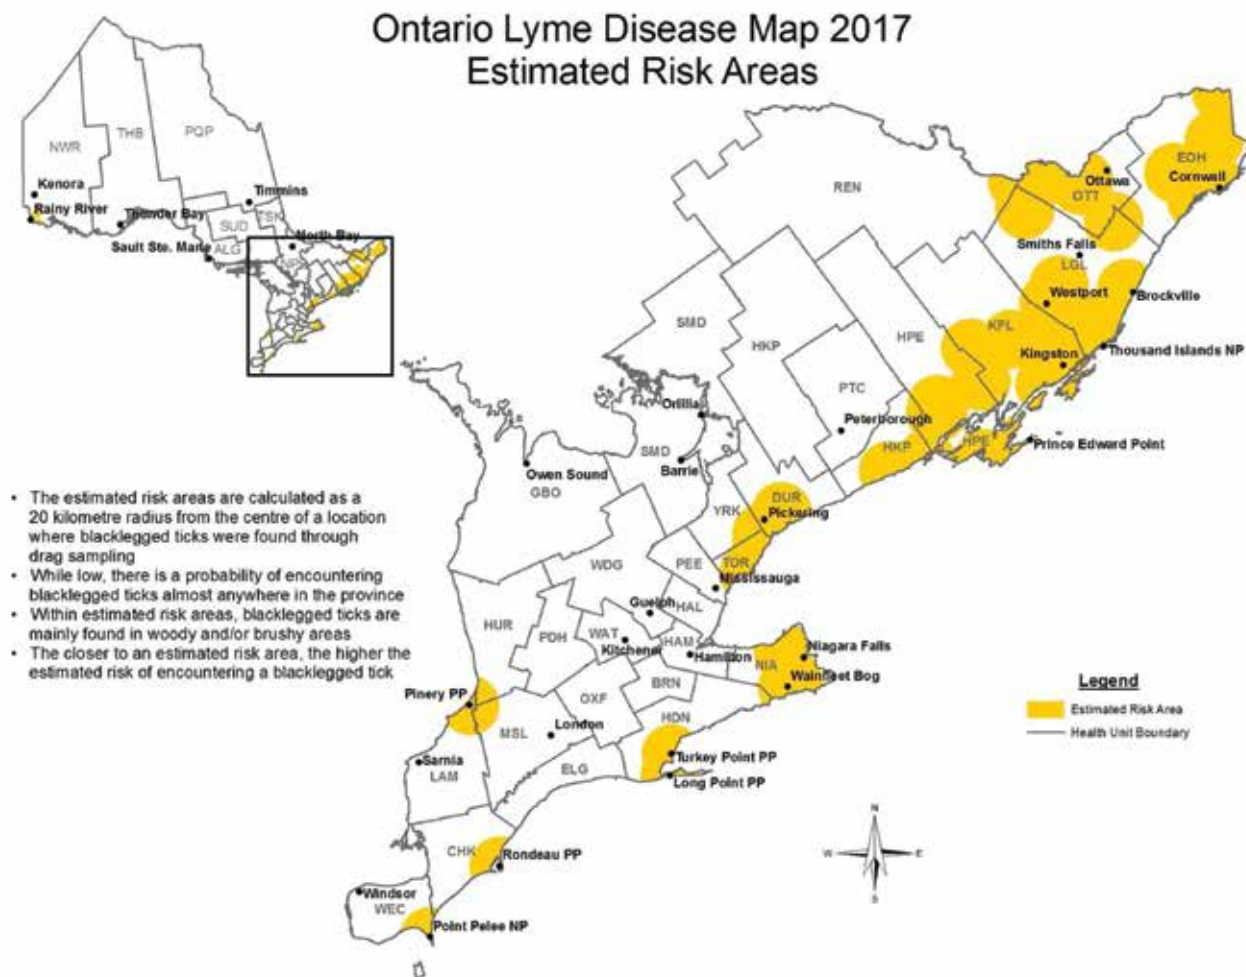 Ontario Lyme Disease Map 2017
Estimated Risk Areas
NWR
THB
PQP
Kenora
Rainy River
Thunder Bay
Timmins
SUD
TSK
Sault Ste. Marie
ALG
North Bay
REN
EOH
Cornwall
Ottawa
OTT
Smiths Falls
LGL
Westport
Brockville
SMD
HKP
HPE
KFL
Kingston
Thousand Islands NP
PTC
Peterborough
Orillia
HKP
HPE
Prince Edward Point
SMD
Barrie
Owen Sound
GBO
DUR
Pickering
YRK
TOR
PEE
Mississauga
WDG
Guelph
HAL
HUR
PDH
WAT
Kitchener
HAM
Hamilton
Niagara Falls
NIA
Wainfleet Bog
BRN
OXF
HDN
Pinery PP
MSL
London
Turkey Point PP
Long Point PP
ELG
Sarnia
LAM
CHK
Rondeau PP
Windsor
WEC
Point Pelee NP
• The estimated risk areas are calculated as a
20 kilometre radius from the centre of a location
where blacklegged ticks were found through
drag sampling
• While low, there is a probability of encountering
blacklegged ticks almost anywhere in the province
• Within estimated risk areas, blacklegged ticks are
mainly found in woody and/or brushy areas
• The closer to an estimated risk area, the higher the
estimated risk of encountering a blacklegged tick
Legend
Estimated Risk Area
Health Unit Boundary
N
W
E
S